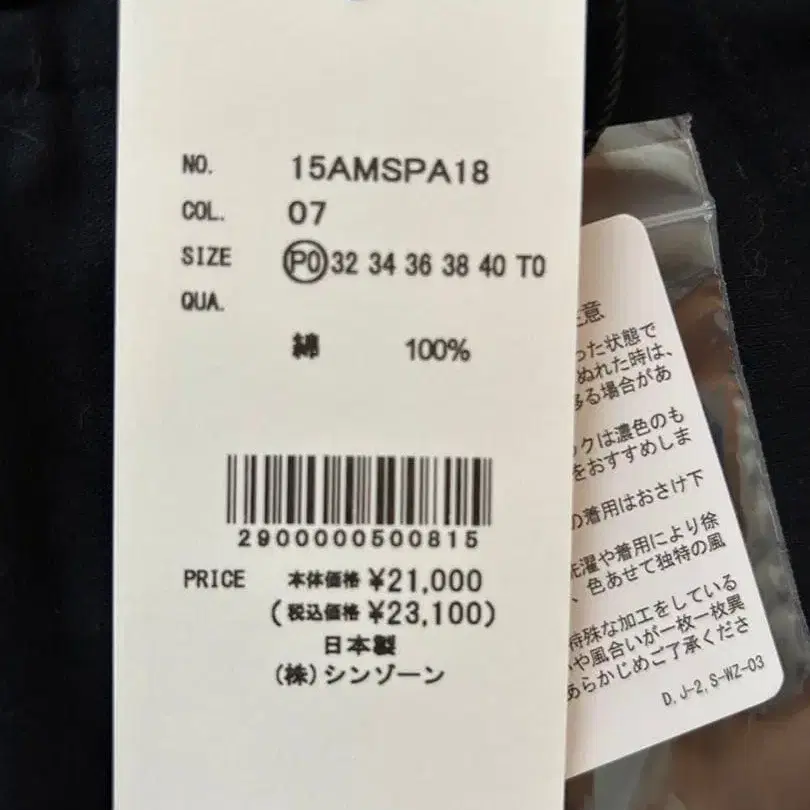 NO. 15AMSPA18
COL. 07
SIZE P0 32 34 36 38 40 T0
QUA.
綿 100%
2900000500815
PRICE 本体価格 ¥21,000
(税込価格 ¥23,100)
日本製
(株)シンゾーン
意
った状態で
ぬれた時は、
移る場合があ
ックは濃色のも
をおすすめしま
の着用はおさけ下
洗濯や着用により徐
、色あせて独特の風
特殊な加工をしている
や風合いが一枚一枚異
あらかじめご了承くださ
D,J-2,S-WZ-03